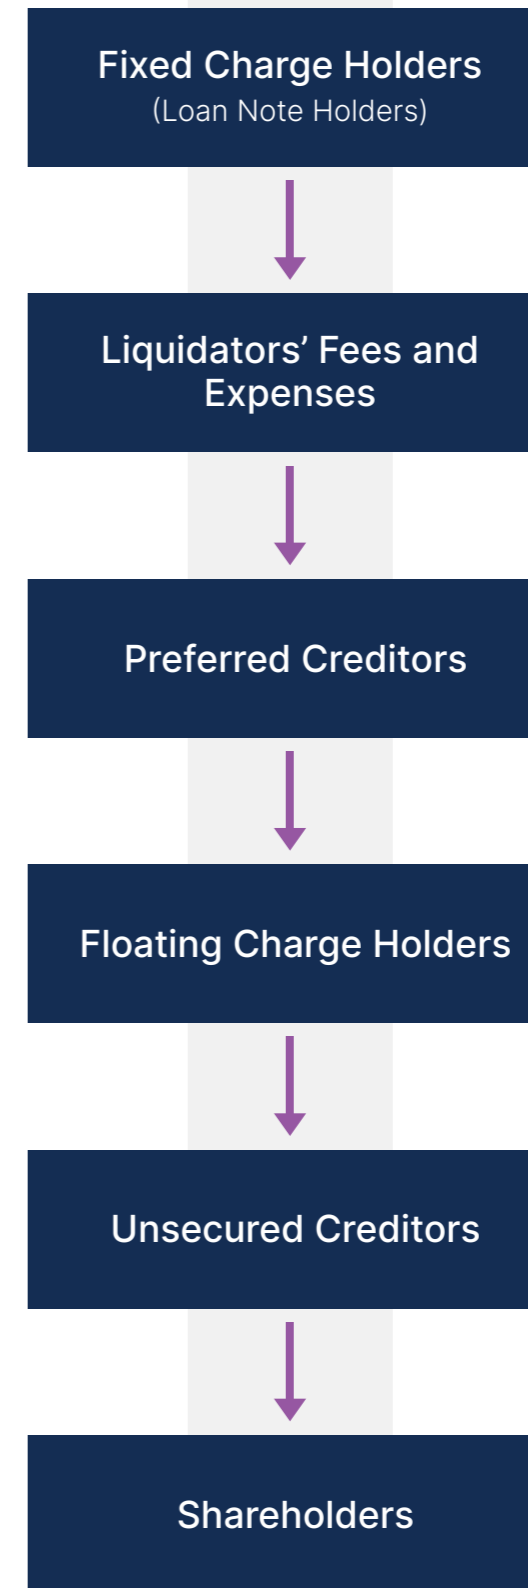 Fixed Charge Holders
(Loan Note Holders)
Liquidators’ Fees and
Expenses
Preferred Creditors
Floating Charge Holders
Unsecured Creditors
Shareholders